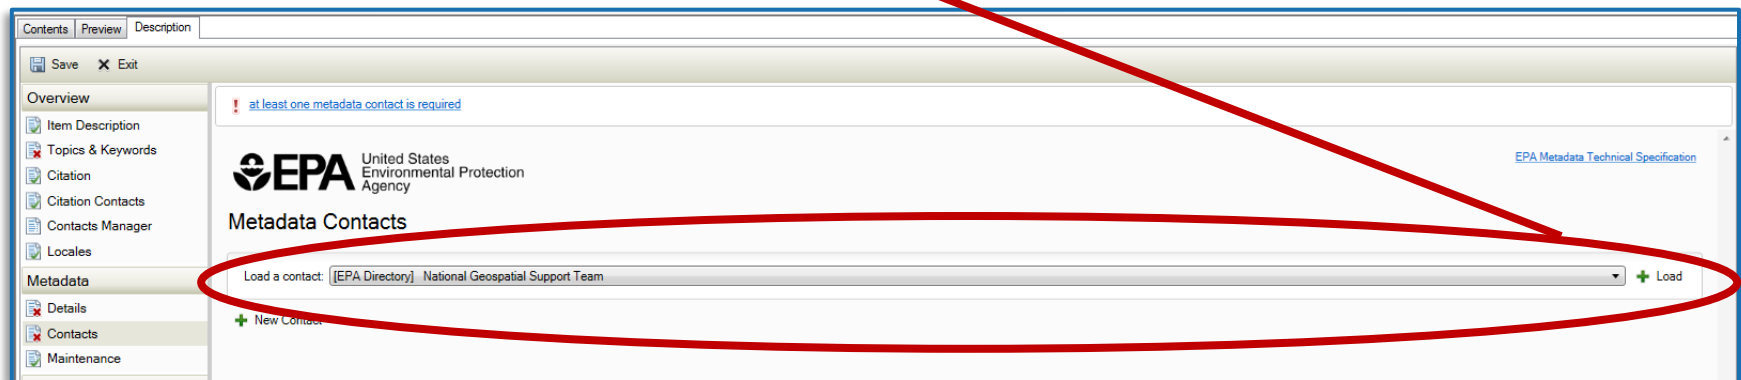 Contents Preview Description
Save Exit
Overview
Item Description
Topics & Keywords
Citation
Citation Contacts
Contacts Manager
Locales
Metadata
Details
Contacts
Maintenance
at least one metadata contact is required
EPA United States
Environmental Protection
Agency
EPA Metadata Technical Specification
Metadata Contacts
Load a contact: [EPA Directory] National Geospatial Support Team Load
New Contact